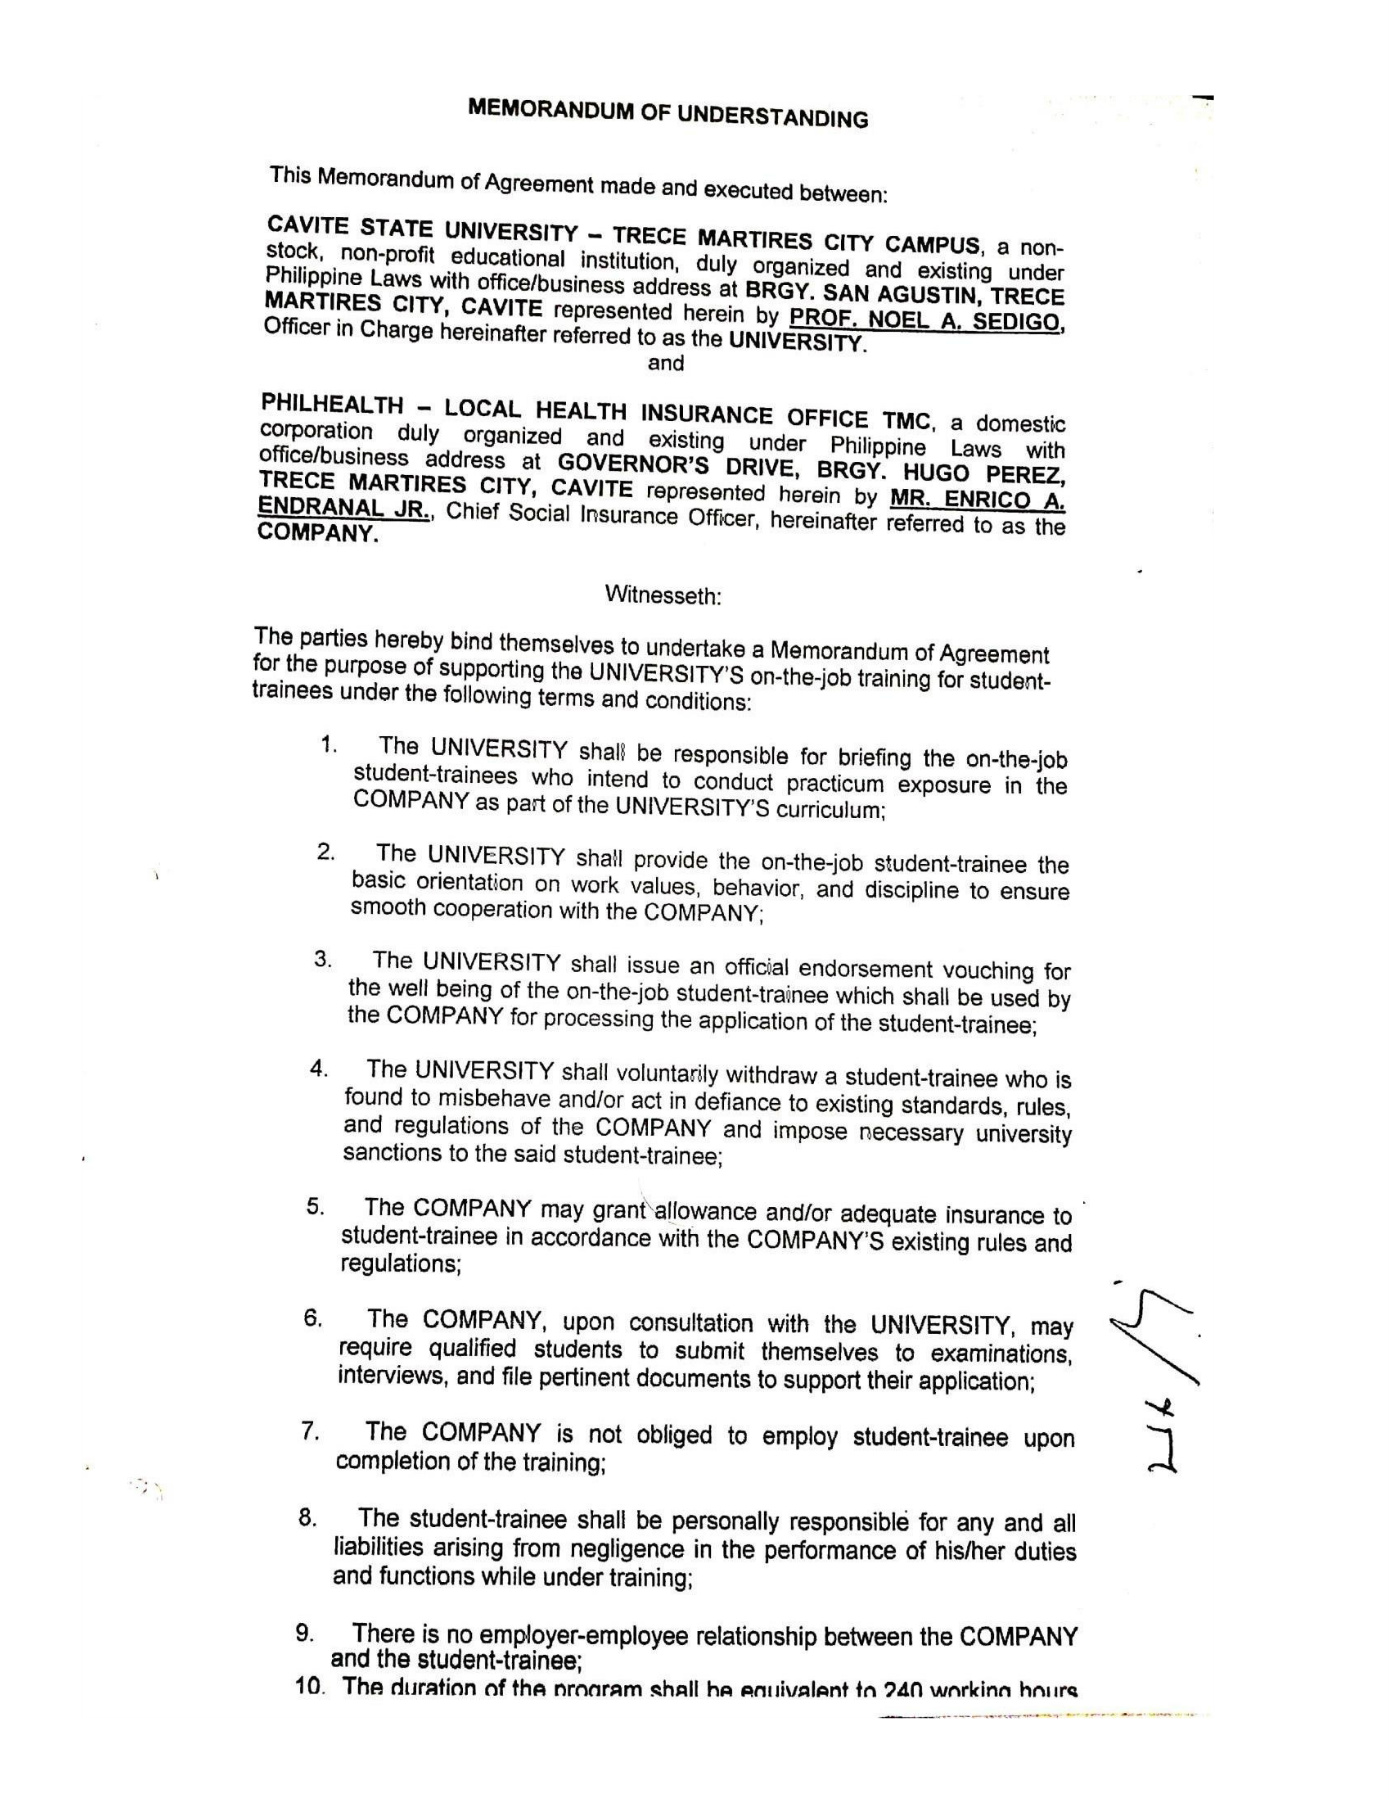 MEMORANDUM OF UNDERSTANDING
This Memorandum of Agreement made and executed between:
CAVITE STATE UNIVERSITY – TRECE MARTIRES CITY CAMPUS, a non-
stock, non-profit educational institution, duly organized and existing under
Philippine Laws with office/business address at BRGY. SAN AGUSTIN, TRECE
MARTIRES CITY, CAVITE represented herein by PROF. NOEL A. SEDIGO,
Officer in Charge hereinafter referred to as the UNIVERSITY.
and
PHILHEALTH – LOCAL HEALTH INSURANCE OFFICE TMC, a domestic
corporation duly organized and existing under Philippine Laws with
office/business address at GOVERNOR'S DRIVE, BRGY. HUGO PEREZ,
TRECE MARTIRES CITY, CAVITE represented herein by MR. ENRICO A.
ENDRANAL JR., Chief Social Insurance Officer, hereinafter referred to as the
COMPANY.
Witnesseth:
The parties hereby bind themselves to undertake a Memorandum of Agreement
for the purpose of supporting the UNIVERSITY'S on-the-job training for student-
trainees under the following terms and conditions:
1. The UNIVERSITY shall be responsible for briefing the on-the-job
student-trainees who intend to conduct practicum exposure in the
COMPANY as part of the UNIVERSITY'S curriculum;
2. The UNIVERSITY shall provide the on-the-job student-trainee the
basic orientation on work values, behavior, and discipline to ensure
smooth cooperation with the COMPANY;
3. The UNIVERSITY shall issue an official endorsement vouching for
the well being of the on-the-job student-trainee which shall be used by
the COMPANY for processing the application of the student-trainee;
4. The UNIVERSITY shall voluntarily withdraw a student-trainee who is
found to misbehave and/or act in defiance to existing standards, rules,
and regulations of the COMPANY and impose necessary university
sanctions to the said student-trainee;
5. The COMPANY may grant allowance and/or adequate insurance to
student-trainee in accordance with the COMPANY'S existing rules and
regulations;
6. The COMPANY, upon consultation with the UNIVERSITY, may
require qualified students to submit themselves to examinations,
interviews, and file pertinent documents to support their application;
7. The COMPANY is not obliged to employ student-trainee upon
completion of the training;
8. The student-trainee shall be personally responsible for any and all
liabilities arising from negligence in the performance of his/her duties
and functions while under training;
9. There is no employer-employee relationship between the COMPANY
and the student-trainee;
10. The duration of the program shall be equivalent to 240 working hours